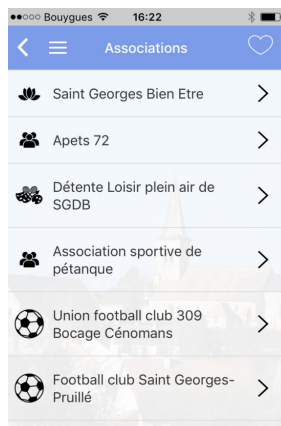 Bouygues 16:22
Associations
Saint Georges Bien Etre
Apets 72
Détente Loisir plein air de
SGDB
Association sportive de
pétanque
Union football club 309
Bocage Cénomans
Football club Saint Georges-
Pruillé